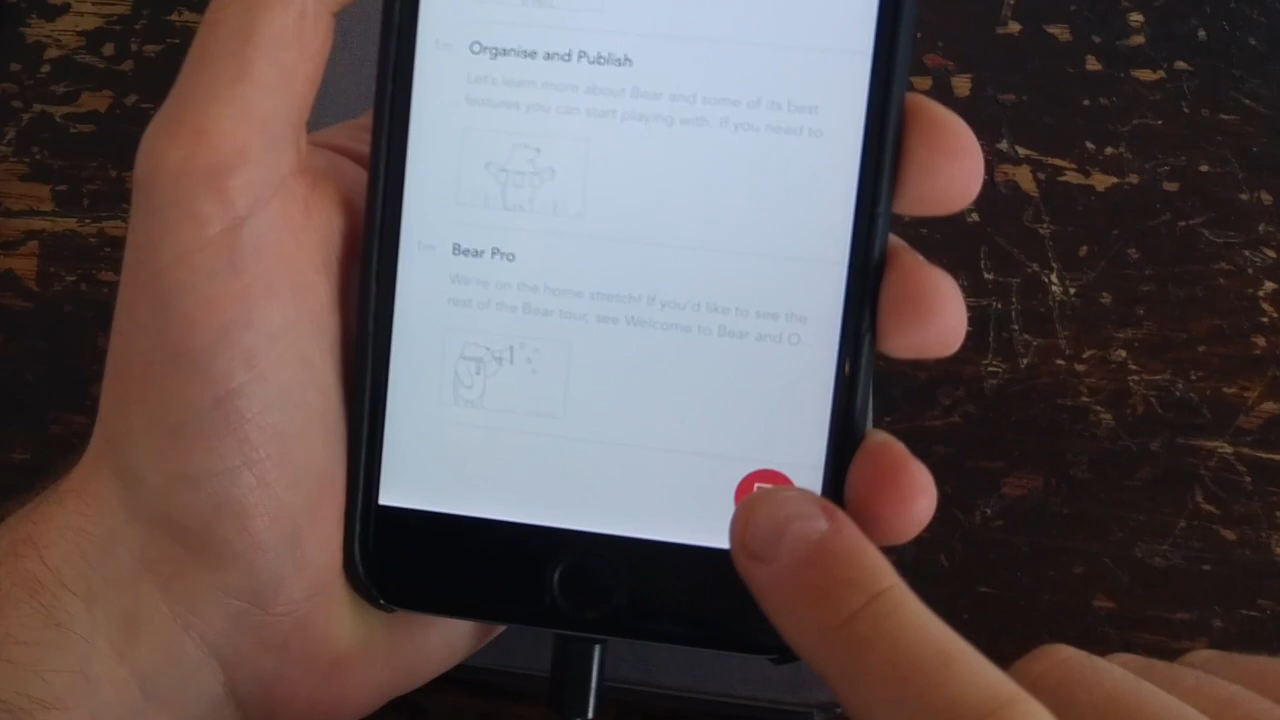 1m Organise and Publish
Let's learn more about Bear and some of its best
features you can start playing with. If you need to
1m Bear Pro
We're on the home stretch! If you'd like to see the
rest of the Bear tour, see Welcome to Bear and O